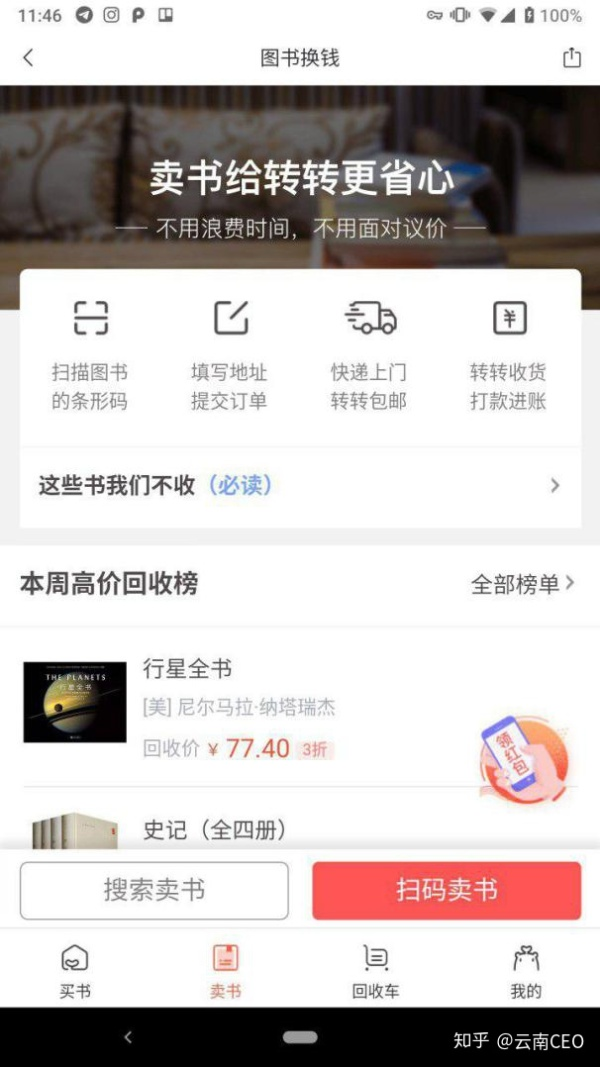 11:46
100%
图书换钱
卖书给转转更省心
不用浪费时间，不用面对议价
扫描图书
的条形码
填写地址
提交订单
快递上门
转转包邮
转转收货
打款进账
这些书我们不收（必读）
本周高价回收榜
全部榜单
THE PLANETS
行星全书
行星全书
[美] 尼尔马拉·纳塔瑞杰
回收价 ¥ 77.40 3折
领红包
史记（全四册）
搜索卖书
扫码卖书
买书
卖书
回收车
我的
知乎 @云南CEO